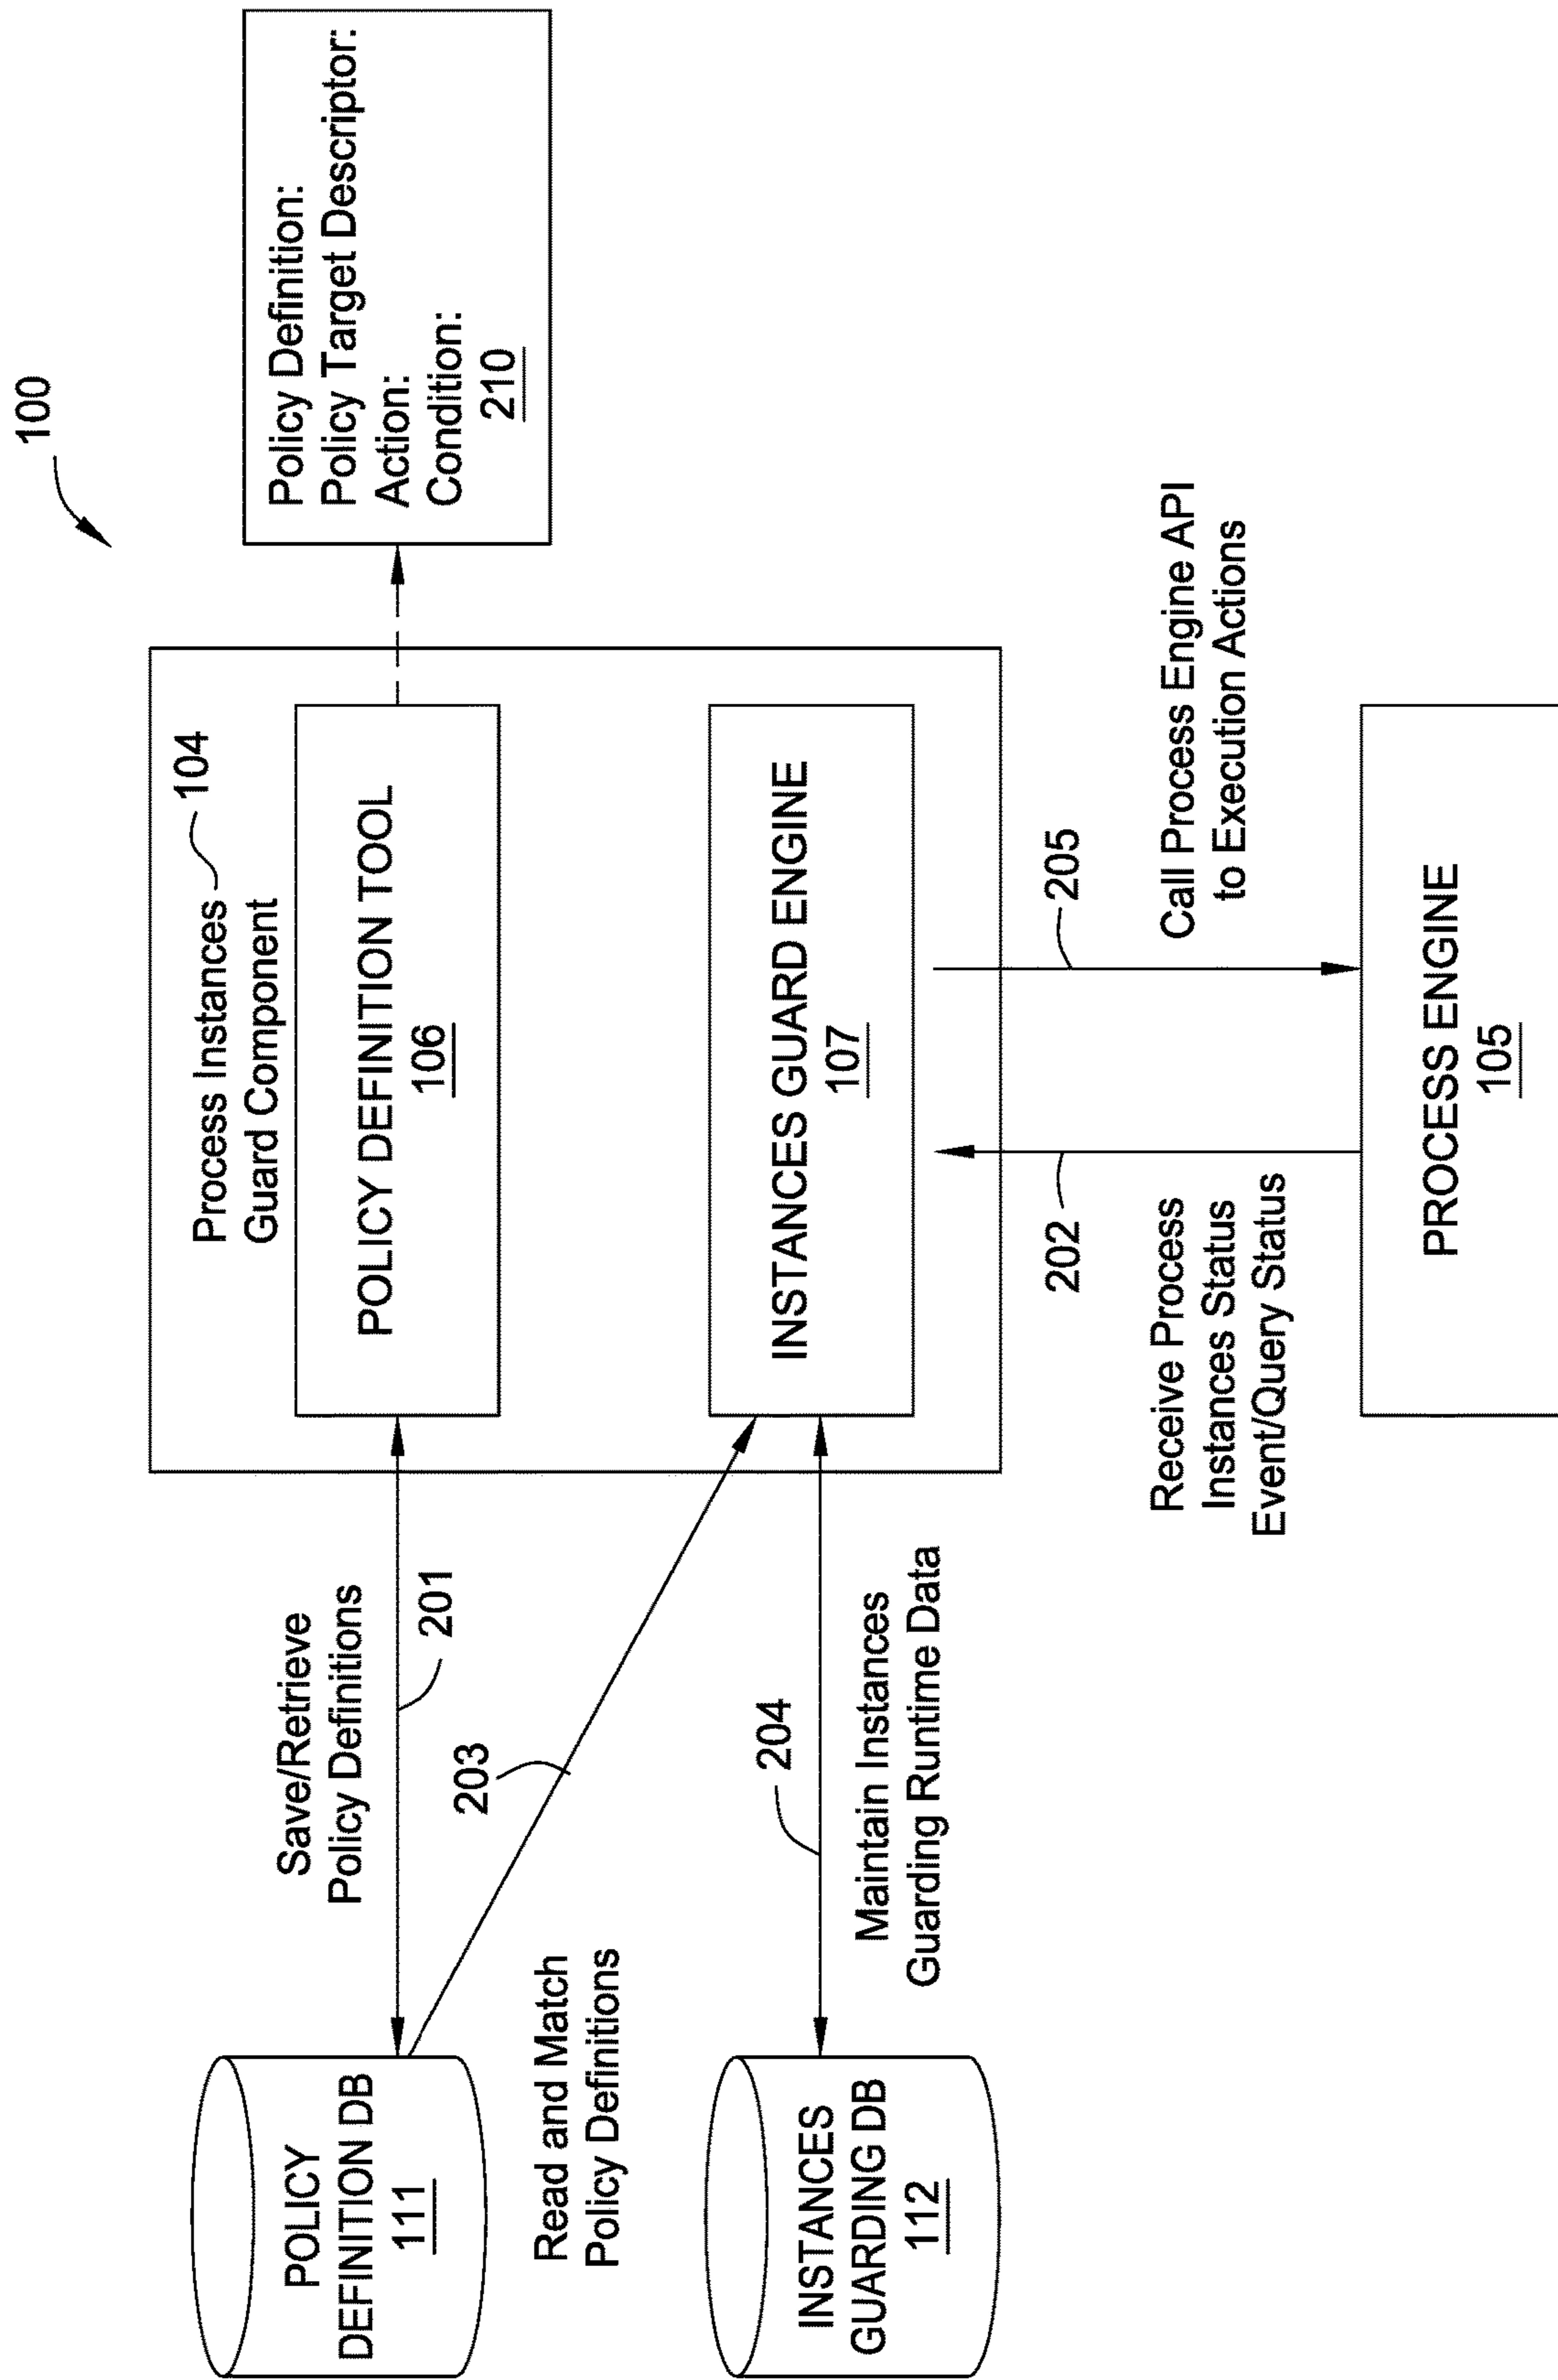 100
Process Instances
Guard Component
104
POLICY
DEFINITION DB
111
Save/Retrieve
Policy Definitions
201
POLICY DEFINITION TOOL
106
Policy Definition:
Policy Target Descriptor:
Action:
Condition:
210
Read and Match
Policy Definitions
203
INSTANCES
GUARDING DB
112
204
Maintain Instances
Guarding Runtime Data
INSTANCES GUARD ENGINE
107
202
Receive Process
Instances Status
Event/Query Status
205
Call Process Engine API
to Execution Actions
PROCESS ENGINE
105